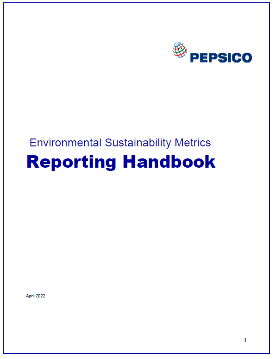 PEPSICO
Environmental Sustainability Metrics
Reporting Handbook
April 2022
1